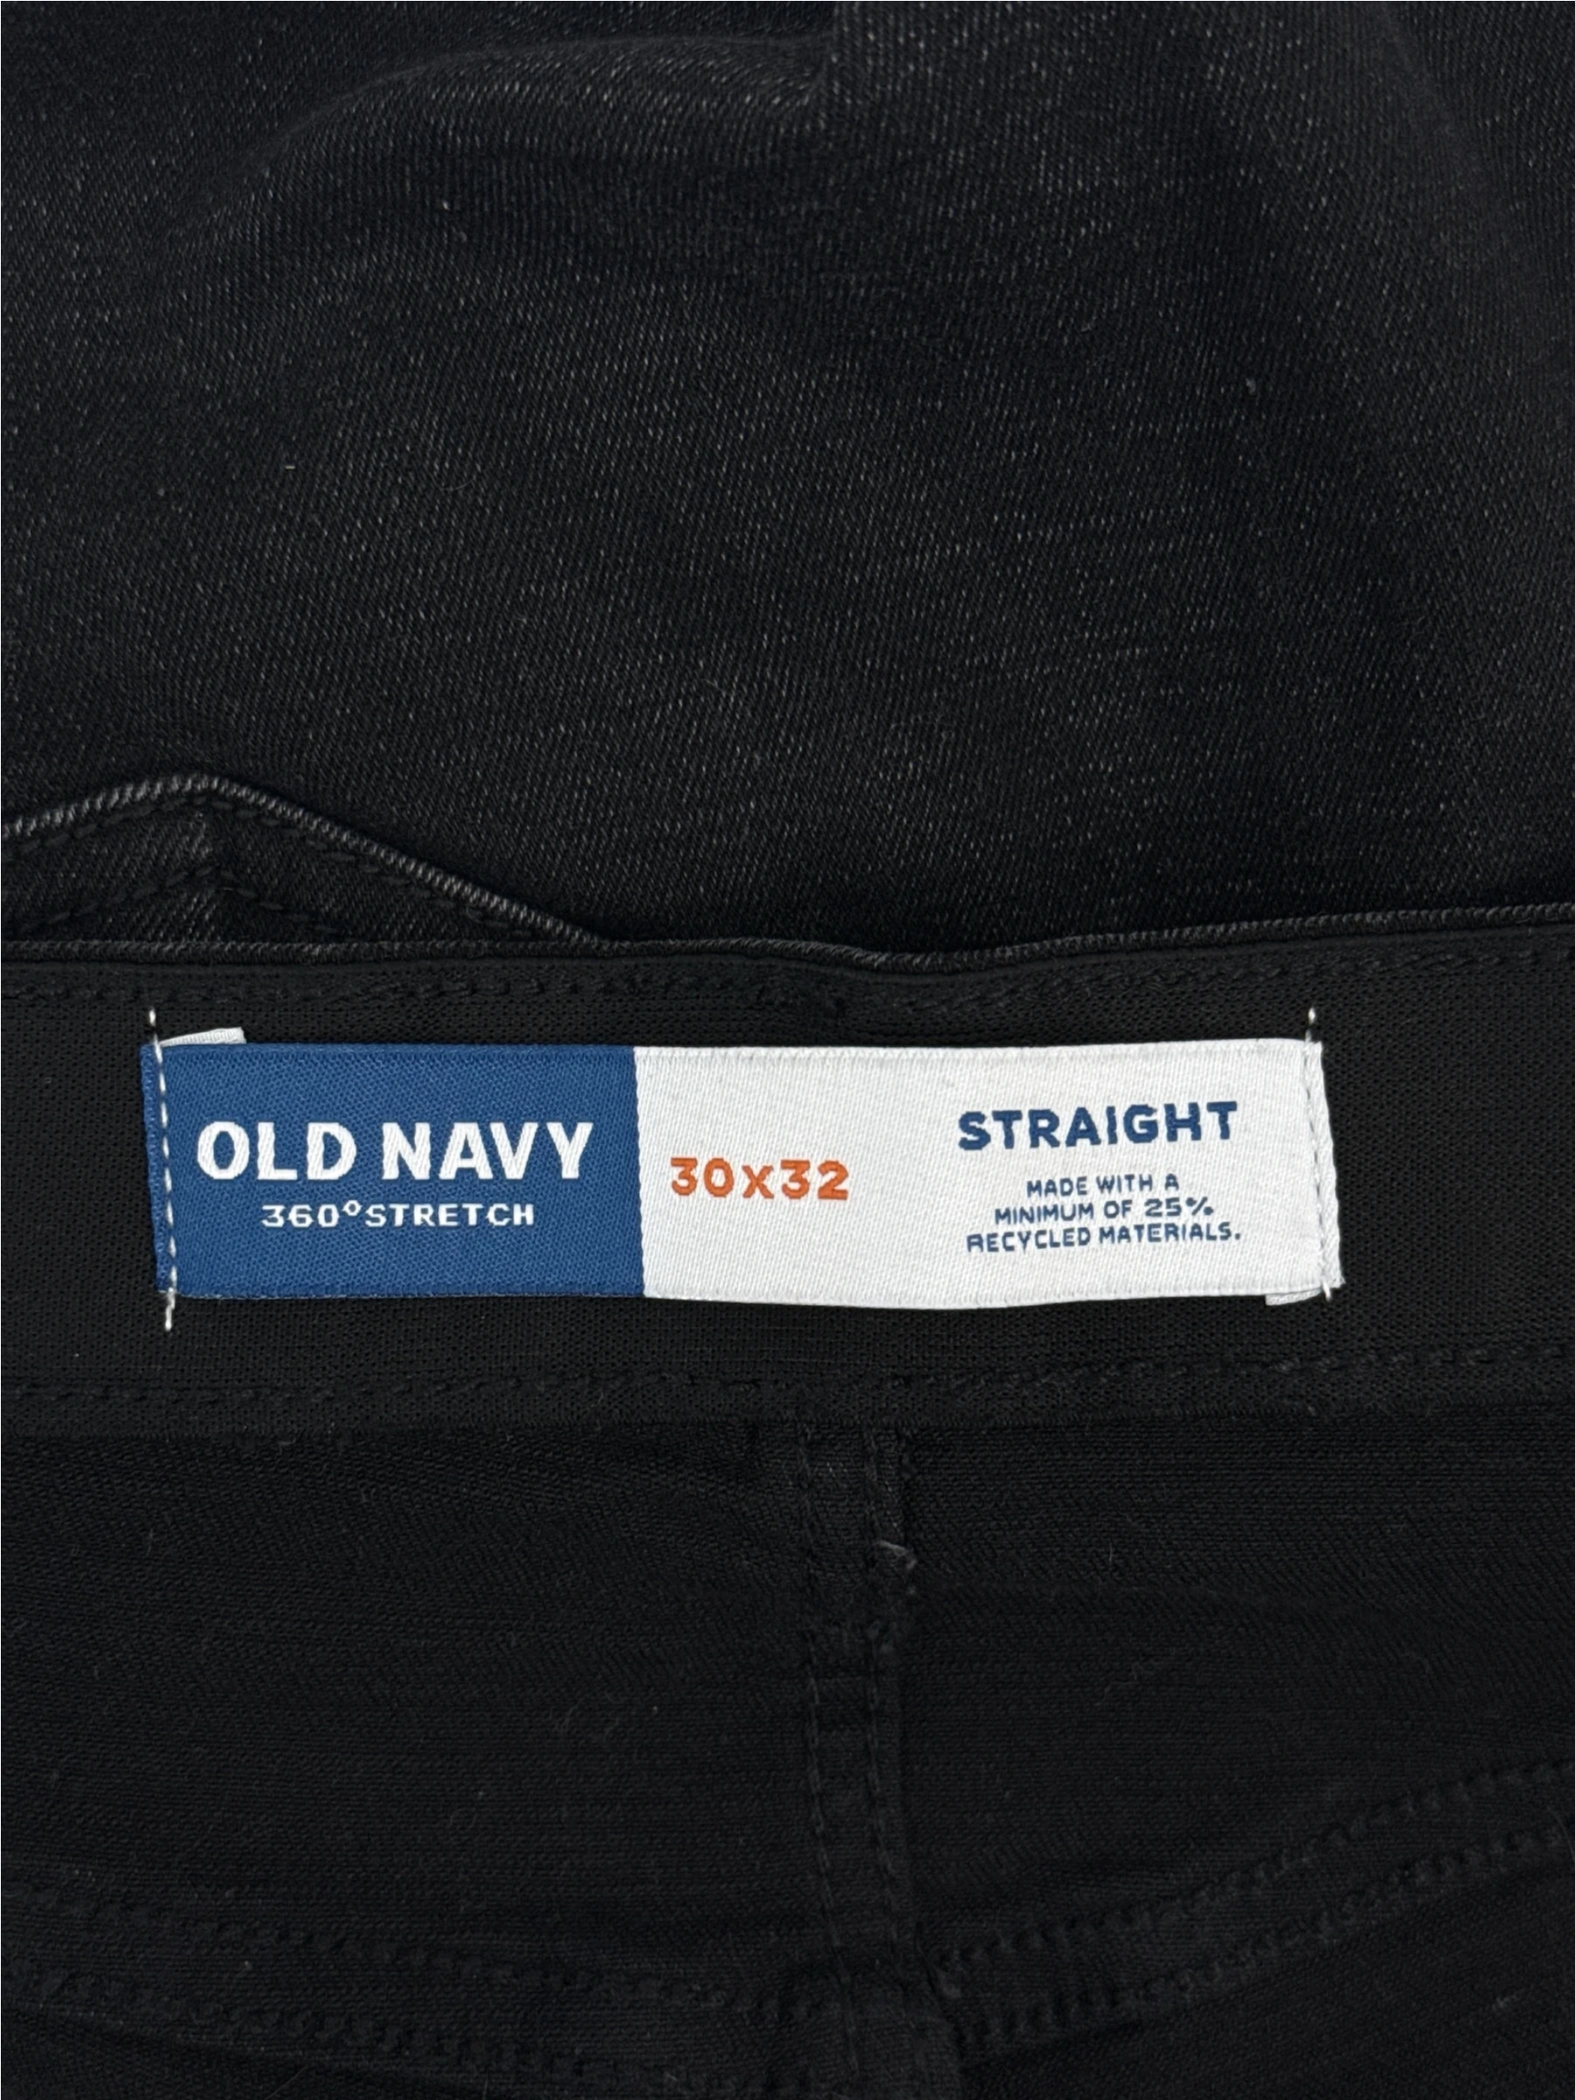 OLD NAVY
360°STRETCH
30x32
STRAIGHT
MADE WITH A
MINIMUM OF 25%
RECYCLED MATERIALS.